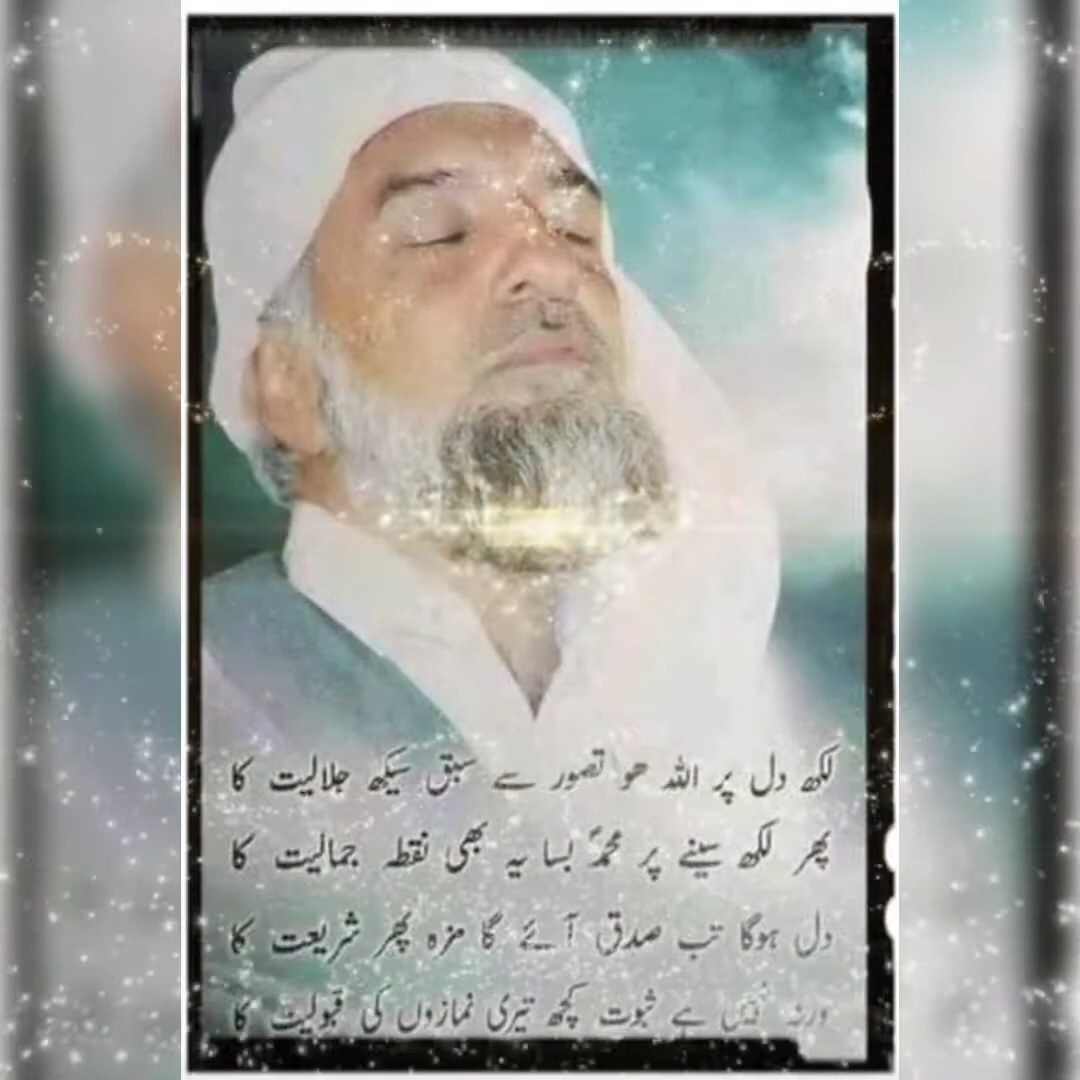 لکھ دل پر اللہ ھو تصور سے سبق سیکھ جلالیت کا
پھر لکھ سینے پر محمدؐ بسا یہ بھی نقطہ جمالیت کا
دل ہوگا تب صدق آئے گا مزہ پھر شریعت کا
ورنہ نہیں ہے ثبوت کچھ تیری نمازوں کی قبولیت کا